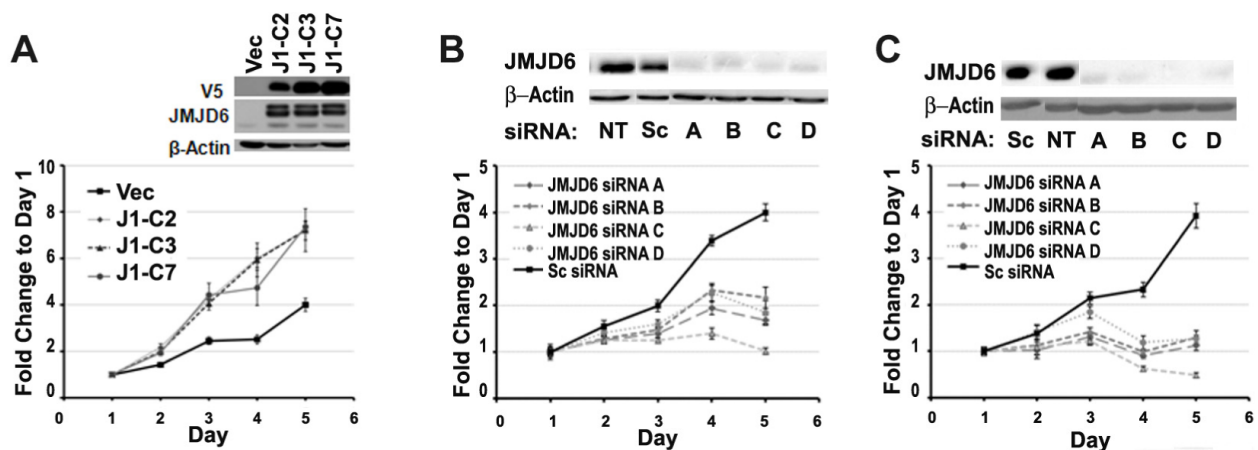 A
Vec
J1-C2
J1-C3
J1-C7
V5
JMJD6
β-Actin
Fold Change to Day 1
10
8
6
4
2
0
Vec
J1-C2
J1-C3
J1-C7
0 1 2 3 4 5 6
Day
B
JMJD6
β–Actin
siRNA: NT Sc A B C D
Fold Change to Day 1
5
4
3
2
1
0
JMJD6 siRNA A
JMJD6 siRNA B
JMJD6 siRNA C
JMJD6 siRNA D
Sc siRNA
0 1 2 3 4 5 6
Day
C
JMJD6
β–Actin
siRNA: Sc NT A B C D
Fold Change to Day 1
5
4
3
2
1
0
JMJD6 siRNA A
JMJD6 siRNA B
JMJD6 siRNA C
JMJD6 siRNA D
Sc siRNA
0 1 2 3 4 5 6
Day